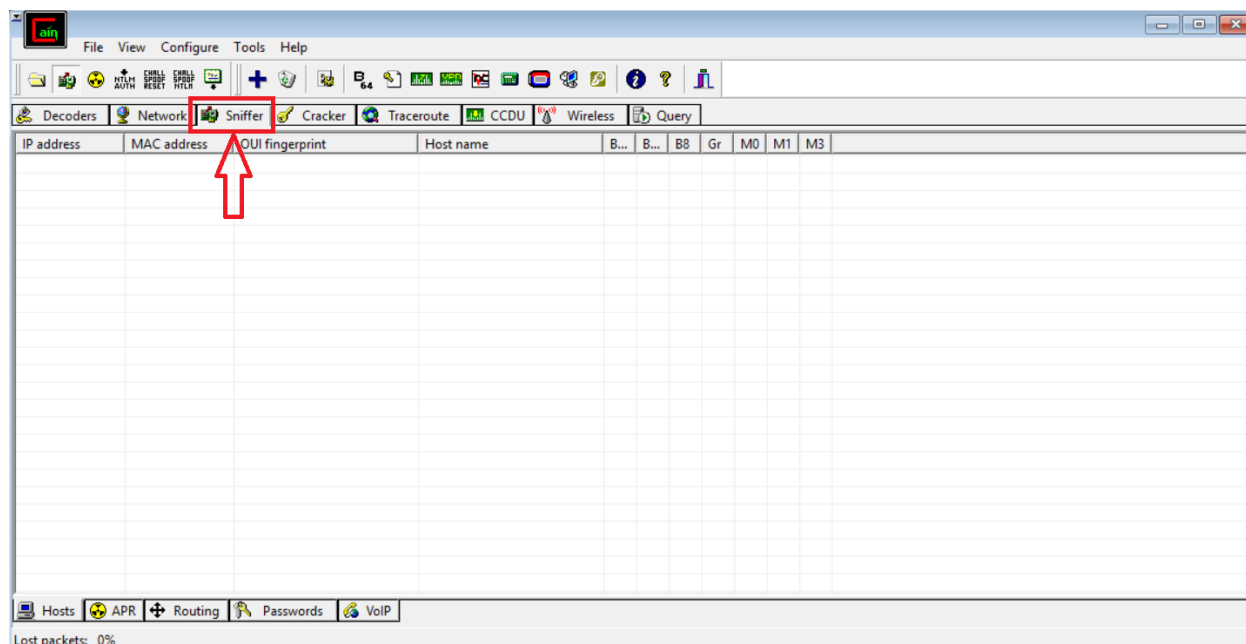 Cain
File View Configure Tools Help
NTLM AUTH CHALL SPOOF RESET CHALL SPOOF NTLM B64
Decoders Network Sniffer Cracker Traceroute CCDU Wireless Query
IP address MAC address OUI fingerprint Host name B... B... B8 Gr M0 M1 M3
Hosts APR Routing Passwords VoIP
Lost packets: 0%